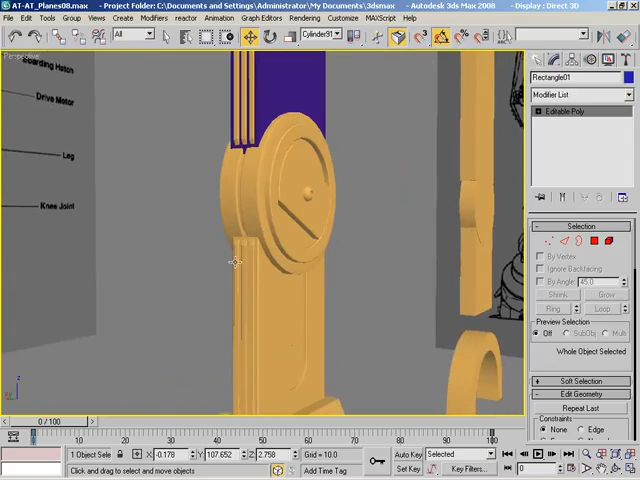 AT-AT_Planes08.max - Project Folder: C:\Documents and Settings\Administrator\My Documents\3dsmax - Autodesk 3ds Max 2008 - Display : Direct 3D
File Edit Tools Group Views Create Modifiers reactor Animation Graph Editors Rendering Customize MAXScript Help
All Cylinder91
Perspective
Boarding Hatch
Drive Motor
Leg
Knee Joint
Rectangle01
Modifier List
Editable Poly
Selection
By Vertex
Ignore Backfacing
By Angle: 45.0
Shrink Grow
Ring Loop
Preview Selection
Off SubObj Multi
Whole Object Selected
Soft Selection
Edit Geometry
Repeat Last
Constraints
None Edge
0 / 100
0 10 20 30 40 50 60 70 80 90 100
1 Object Selec X: -0.178 Y: 107.652 Z: 2.758 Grid = 10.0 Auto Key Selected
Click and drag to select and move objects Add Time Tag Set Key Key Filters... 0